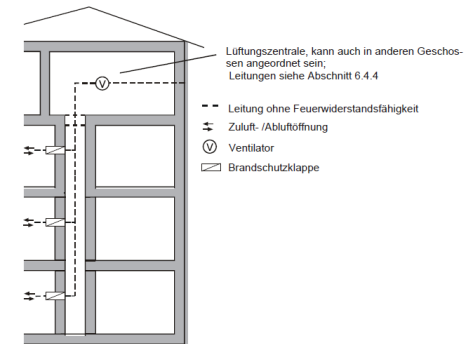 Lüftungszentrale, kann auch in anderen Geschos-
sen angeordnet sein;
Leitungen siehe Abschnitt 6.4.4
Leitung ohne Feuerwiderstandsfähigkeit
Zuluft- /Abluftöffnung
V Ventilator
Brandschutzklappe
V